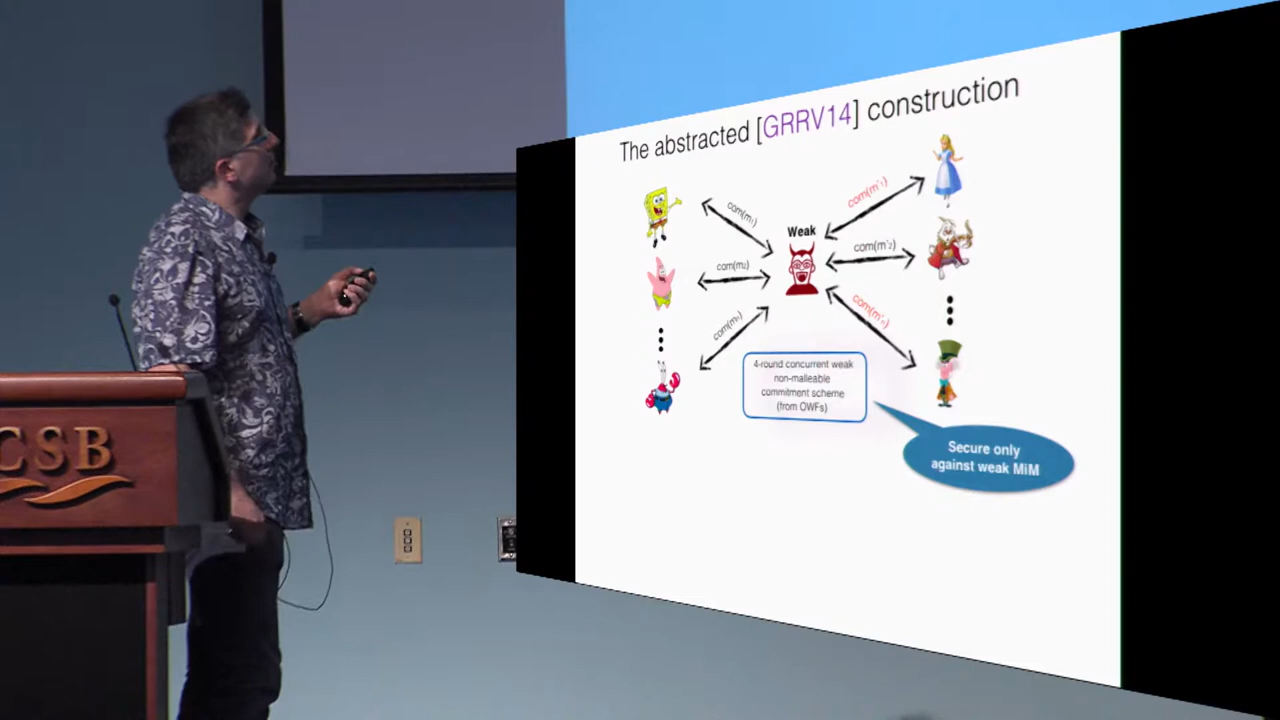 The abstracted [GRRV14] construction
com(m₁)
com(m₂)
com(mₙ)
Weak
com(m'₁)
com(m'₂)
com(m'ₙ)
4-round concurrent weak
non-malleable
commitment scheme
(from OWFs)
Secure only
against weak MiM
CSB